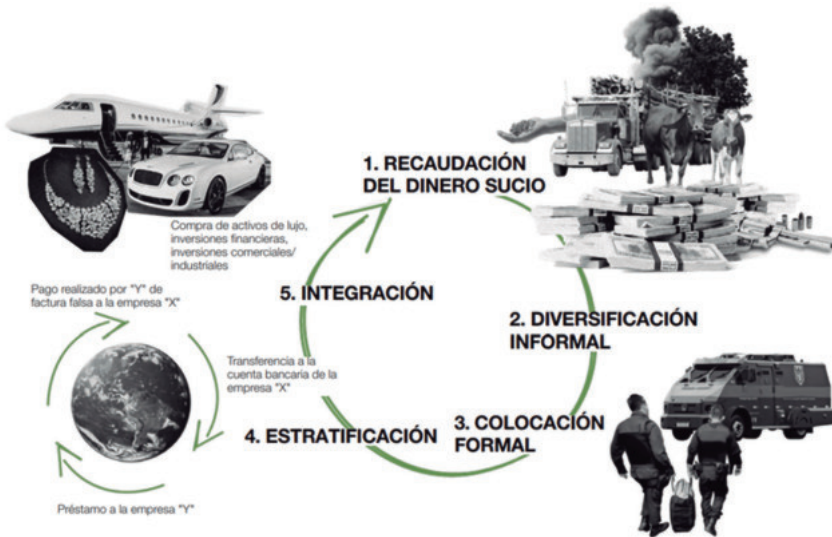 1. RECAUDACIÓN
DEL DINERO SUCIO
2. DIVERSIFICACIÓN
INFORMAL
3. COLOCACIÓN
FORMAL
4. ESTRATIFICACIÓN
5. INTEGRACIÓN
Compra de activos de lujo,
inversiones financieras,
inversiones comerciales/
industriales
Pago realizado por "Y" de
factura falsa a la empresa "X"
Transferencia a la
cuenta bancaria de la
empresa "X"
Préstamo a la empresa "Y"